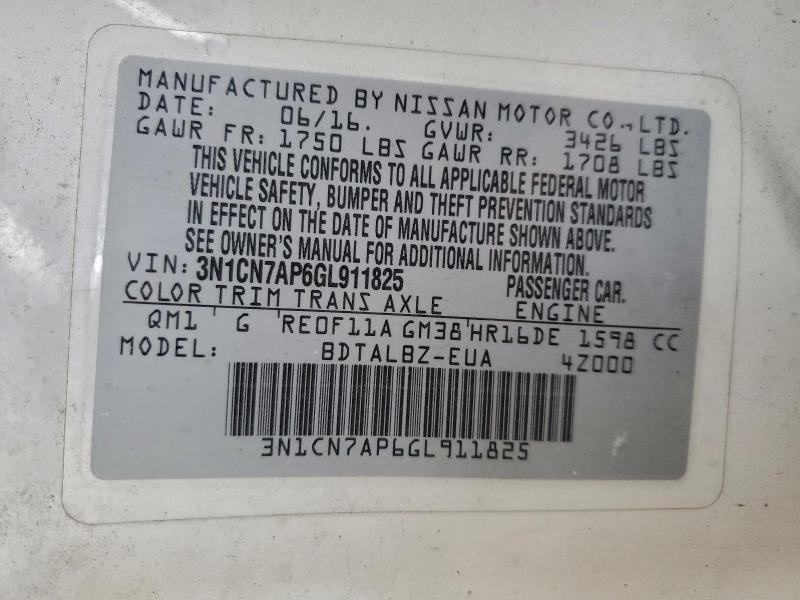 MANUFACTURED BY NISSAN MOTOR CO., LTD.
DATE: 06/16. GVWR: 3426 LBS
GAWR FR: 1750 LBS GAWR RR: 1708 LBS
THIS VEHICLE CONFORMS TO ALL APPLICABLE FEDERAL MOTOR
VEHICLE SAFETY, BUMPER AND THEFT PREVENTION STANDARDS
IN EFFECT ON THE DATE OF MANUFACTURE SHOWN ABOVE.
SEE OWNER'S MANUAL FOR ADDITIONAL INFORMATION.
VIN: 3N1CN7AP6GL911825 PASSENGER CAR.
COLOR TRIM TRANS AXLE ENGINE
QM1 G RE0F11A GM38 HR16DE 1598 CC
MODEL: BDTALBZ-EUA 4Z000
3N1CN7AP6GL911825